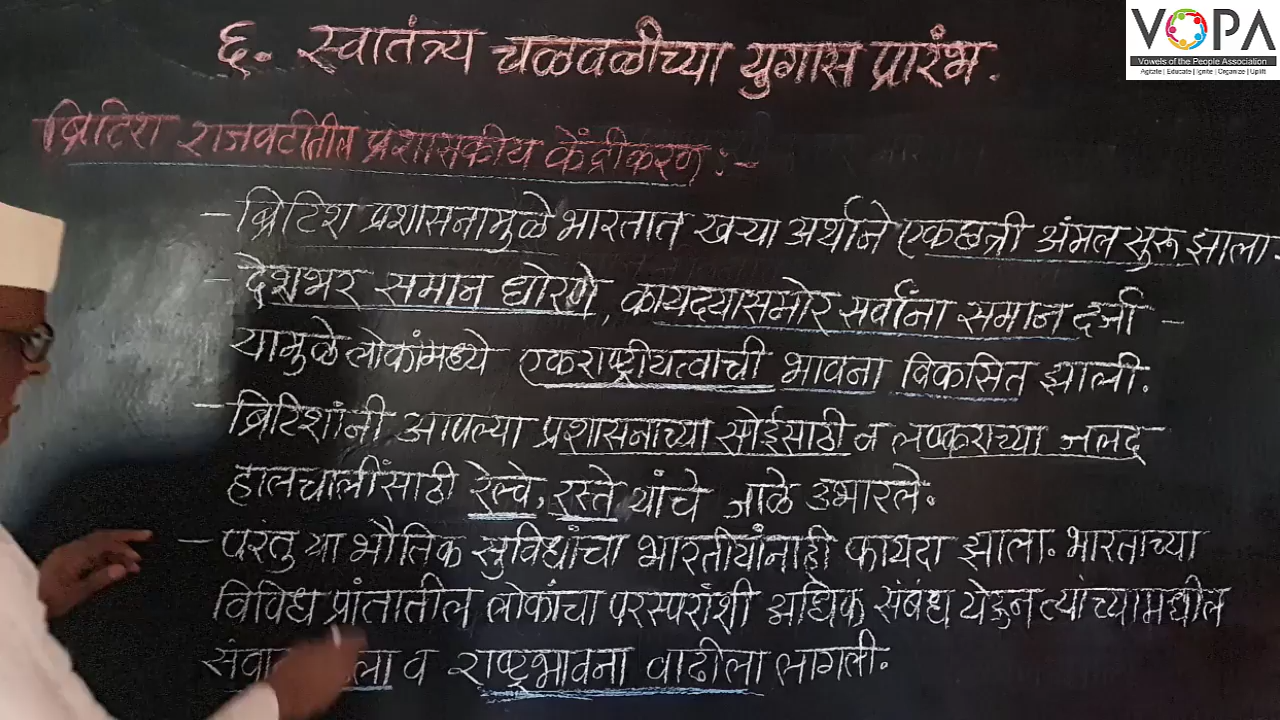 VOPA
Vowels of the People Association
Agitate | Educate | Ignite | Organize | Uplift
६. स्वातंत्र्य चळवळीच्या युगास प्रारंभ.
ब्रिटिश राजवटीतील प्रशासकीय केंद्रीकरण :-
- ब्रिटिश प्रशासनामुळे भारतात खऱ्या अर्थाने एकछत्री अंमल सुरू झाला.
- देशभर समान धोरणे, कायदयासमोर सर्वांना समान दर्जा -
यामुळे लोकांमध्ये एकराष्ट्रीयत्वाची भावना विकसित झाली.
- ब्रिटिशांनी आपल्या प्रशासनाच्या सोईसाठी व लष्कराच्या जलद
हालचालींसाठी रेल्वे, रस्ते यांचे जाळे उभारले.
- परंतु या भौतिक सुविधांचा भारतीयांनाही फायदा झाला. भारताच्या
विविध प्रांतातील लोकांचा परस्परांशी अधिक संबंध येऊन त्यांच्यामधील
व राष्ट्रभावना वाढीला लागली.